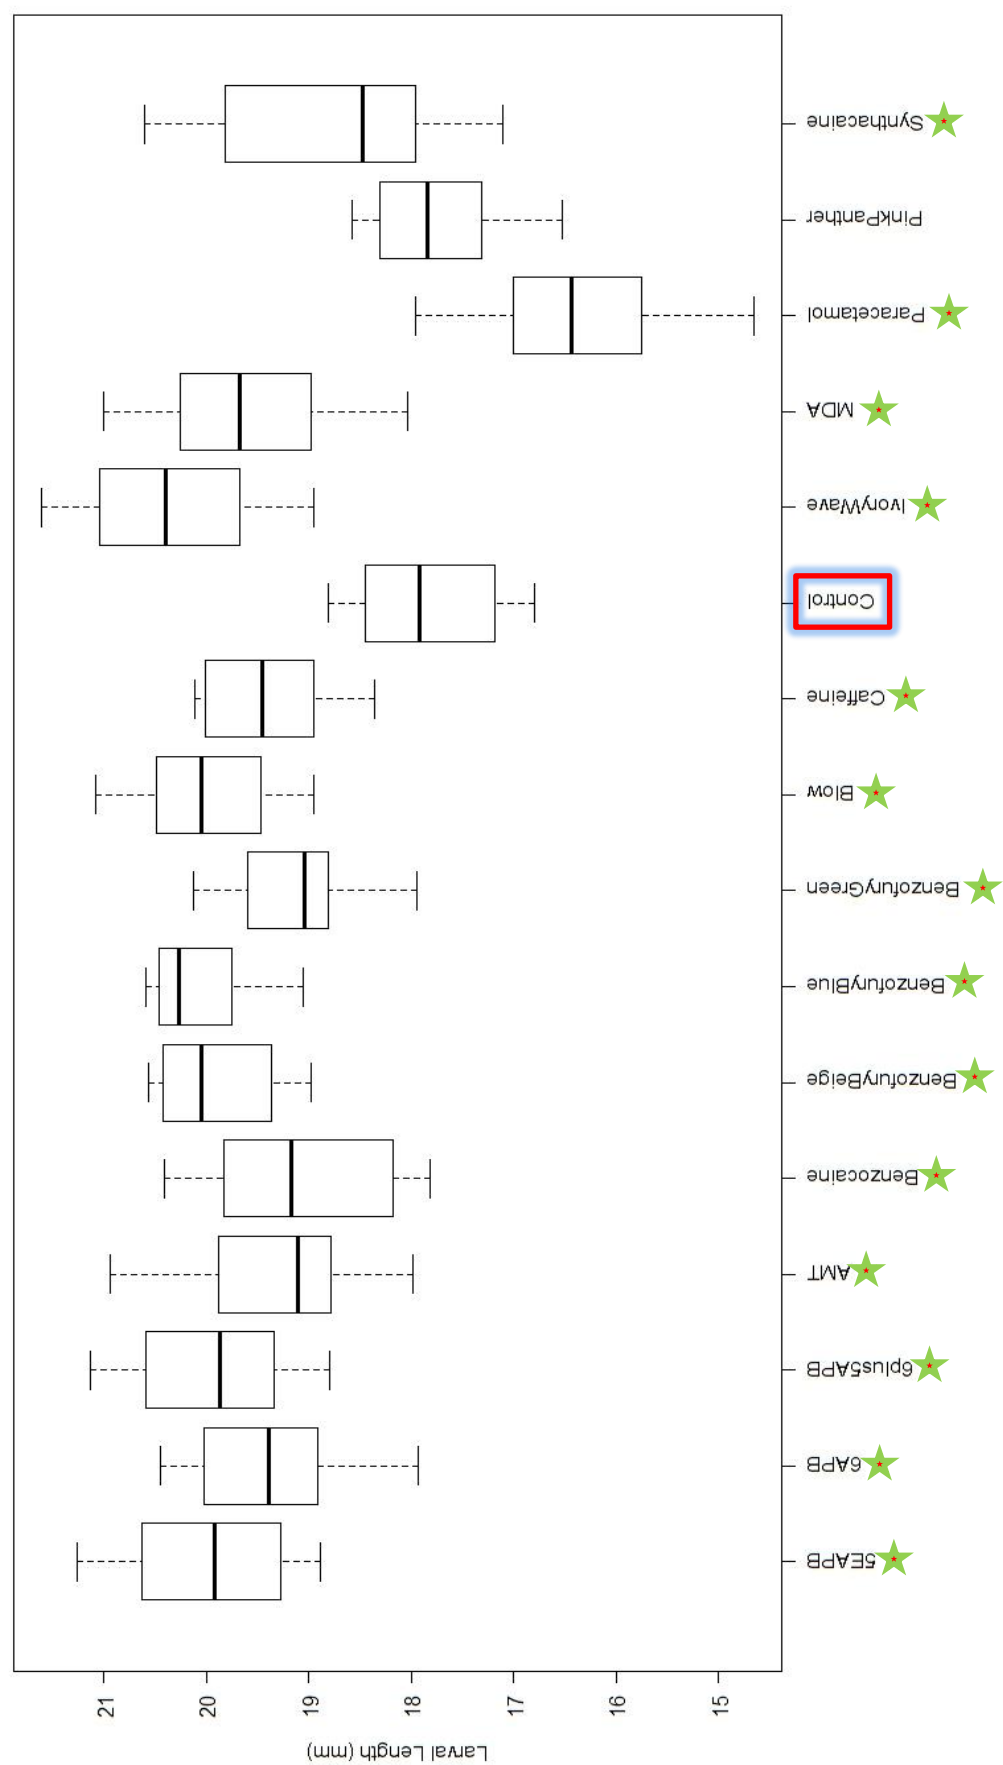 Synthacaine
PinkPanther
Paracetamol
MDA
IvoryWave
Control
Caffeine
Blow
BenzofuryGreen
BenzofuryBlue
BenzofuryBeige
Benzocaine
AMT
6plus5APB
6APB
5EAPB
21
20
19
18
17
16
15
Larval Length (mm)